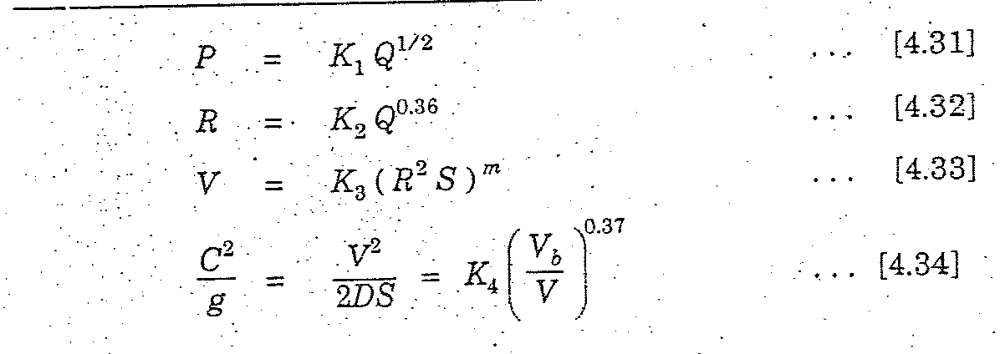 P = K₁ Q^{1/2} ... [4.31]
R = K₂ Q^{0.36} ... [4.32]
V = K₃ (R² S)^m ... [4.33]
C²/g = V²/2DS = K₄ (V_b/V)^{0.37} ... [4.34]